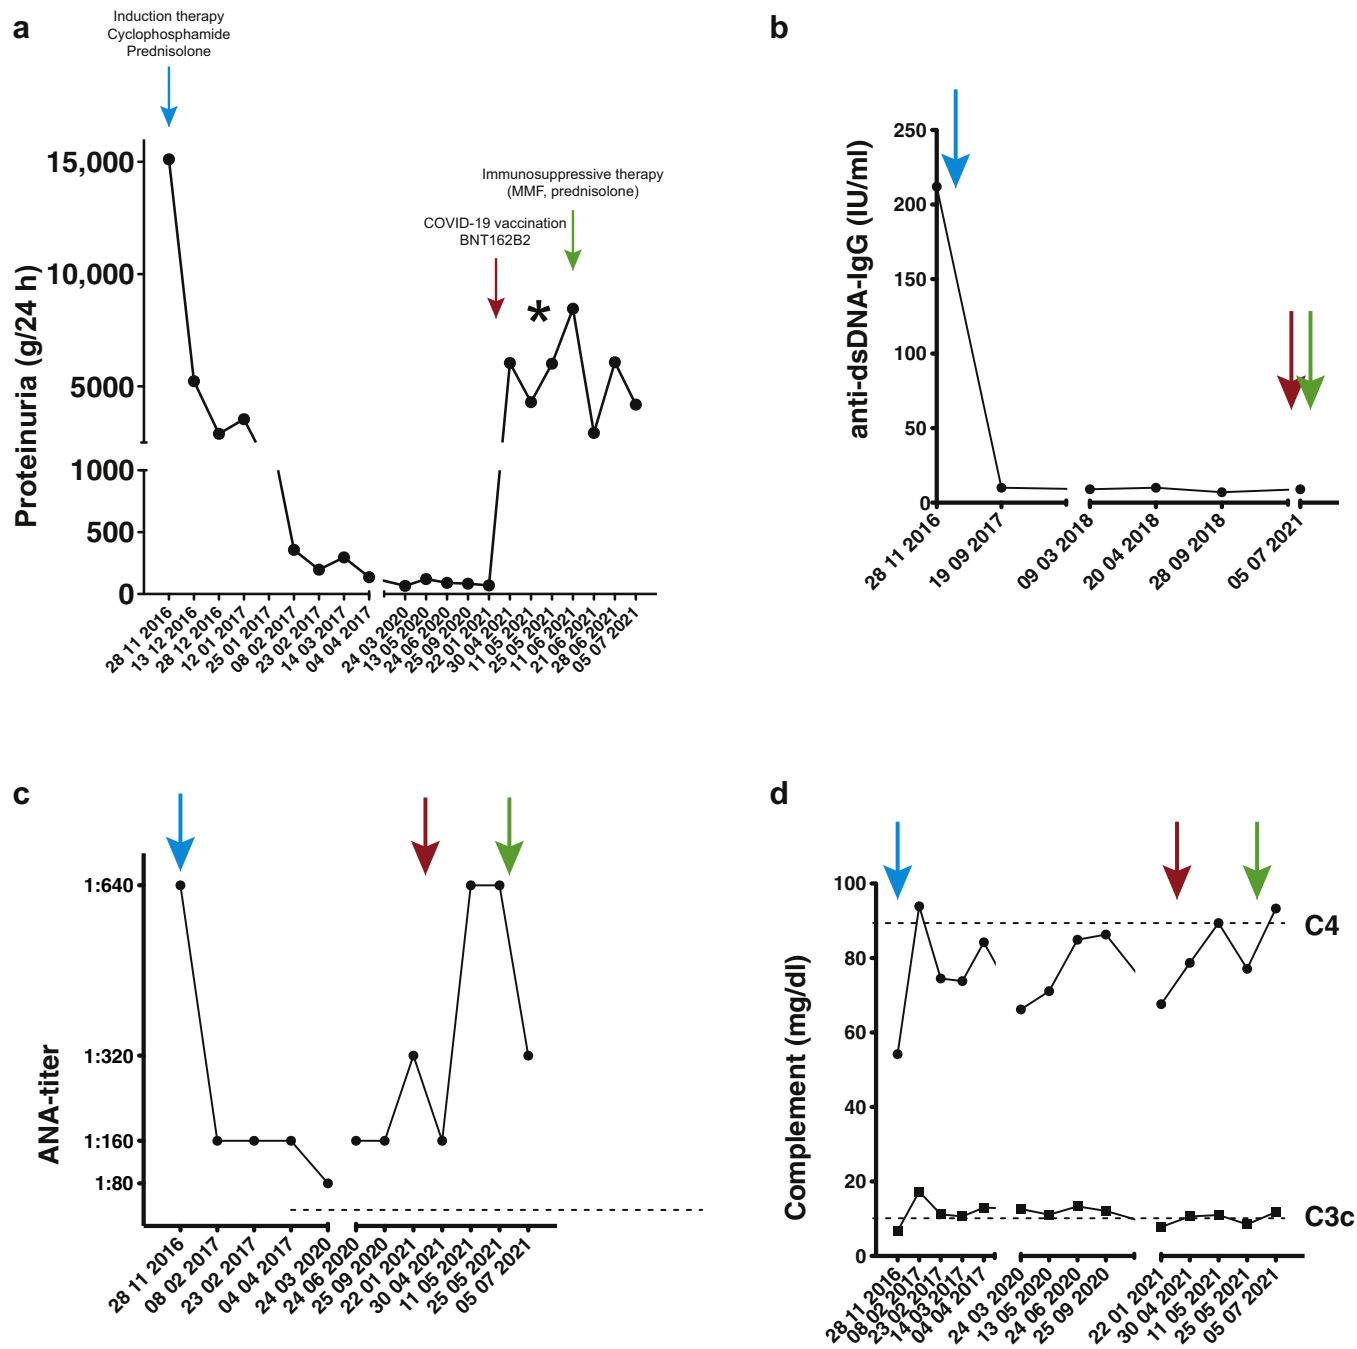 a
Induction therapy
Cyclophosphamide
Prednisolone
Immunosuppressive therapy
(MMF, prednisolone)
COVID-19 vaccination
BNT162B2
*
Proteinuria (g/24 h)
15,000
10,000
5000
1000
500
0
28 11 2016
13 12 2016
28 12 2016
12 01 2017
25 01 2017
08 02 2017
23 02 2017
14 03 2017
04 04 2017
24 03 2020
13 05 2020
24 06 2020
25 09 2020
22 01 2021
30 04 2021
11 05 2021
25 05 2021
11 06 2021
21 06 2021
28 06 2021
05 07 2021
b
anti-dsDNA-IgG (IU/ml)
250
200
150
100
50
0
28 11 2016
19 09 2017
09 03 2018
20 04 2018
28 09 2018
05 07 2021
c
ANA-titer
1:640
1:320
1:160
1:80
28 11 2016
08 02 2017
23 02 2017
04 04 2017
24 03 2020
24 06 2020
25 09 2020
22 01 2021
30 04 2021
11 05 2021
25 05 2021
05 07 2021
d
Complement (mg/dl)
100
80
60
40
20
0
C4
C3c
28 11 2016
08 02 2017
23 02 2017
14 03 2017
04 04 2017
24 03 2020
13 05 2020
24 06 2020
25 09 2020
22 01 2021
30 04 2021
11 05 2021
25 05 2021
05 07 2021